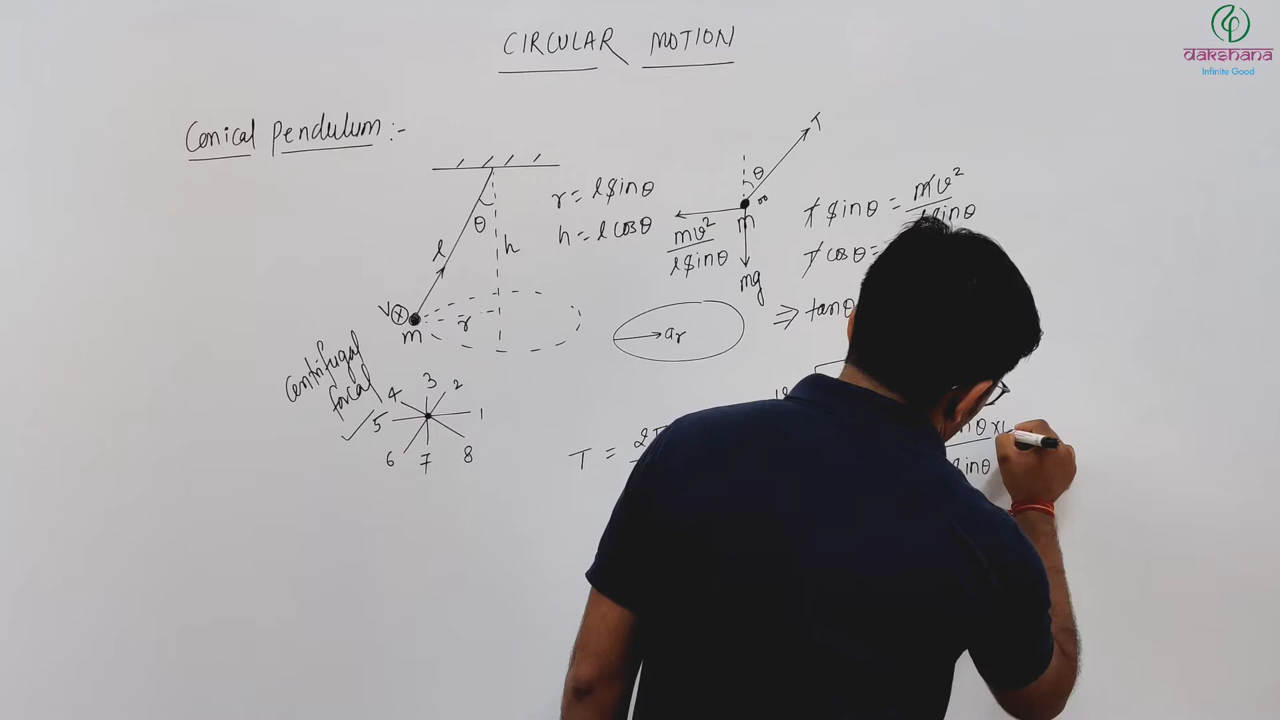 CIRCULAR MOTION
dakshana
Infinite Good
Conical Pendulum :-
θ
l
h
V
m
r
r = l sinθ
h = l cosθ
T
θ
m
mv²
l sinθ
mg
T sinθ = mv²
l sinθ
T cosθ =
⇒ tanθ
ar
centrifugal
force
1
2
3
4
5
6
7
8
T =